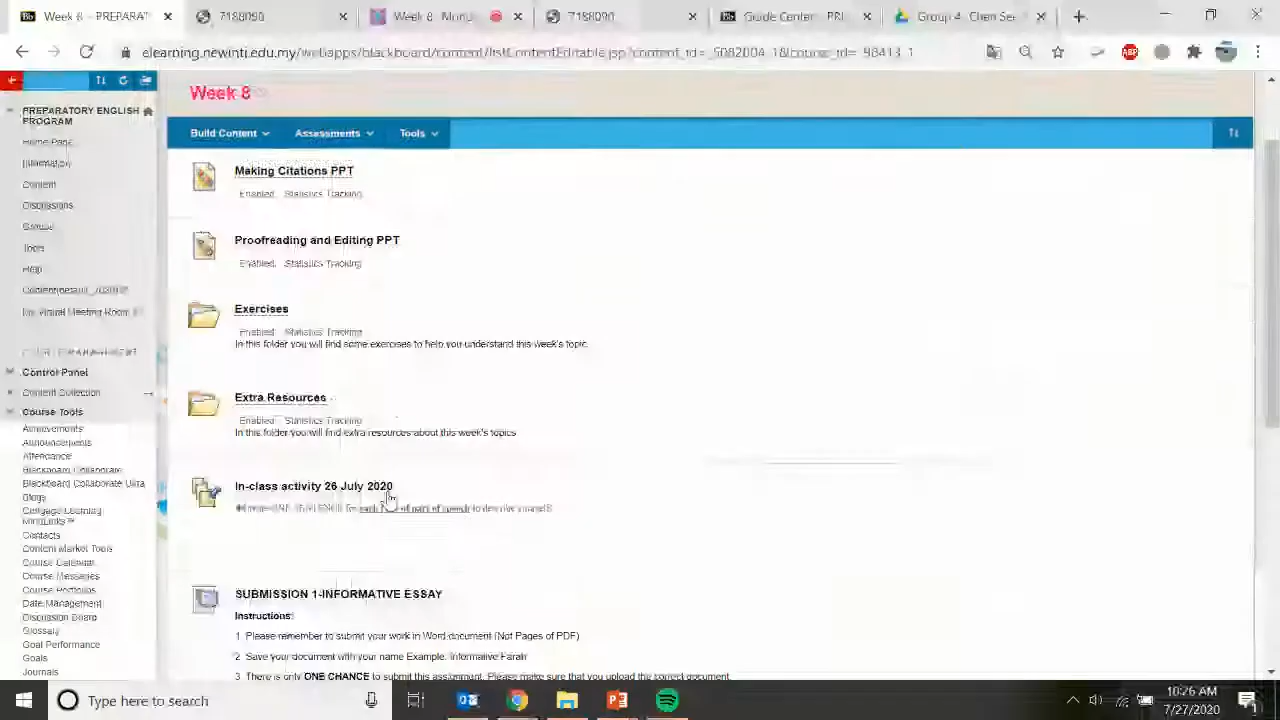 Week 8 - PREPARAT
7188090
Week 8
7188090
Guide Center - PRE
Group 4- Chen See
elearning.newinti.edu.my/webapps/blackboard/content/listContentEditable.jsp?content_id=_5082004_1&course_id=_98413_1
Week 8
PREPARATORY ENGLISH
PROGRAM
Home Page
Information
Content
Discussions
Groups
Tools
Help
Build Content
Assessments
Tools
Making Citations PPT
Enabled: Statistics Tracking
Proofreading and Editing PPT
Enabled: Statistics Tracking
Exercises
Enabled: Statistics Tracking
In this folder you will find some exercises to help you understand this week's topic.
Extra Resources
Enabled: Statistics Tracking
In this folder you will find extra resources about this week's topics
In-class activity 26 July 2020
SUBMISSION 1-INFORMATIVE ESSAY
Instructions:
1 Please remember to submit your work in Word document (Not Pages of PDF)
2 Save your document with your name Example: Informative Farah
3 There is only ONE CHANCE to submit this assignment. Please make sure that you upload the correct document.
My Virtual Meeting Room
Control Panel
Content Collection
Course Tools
Achievements
Announcements
Attendance
Blackboard Collaborate
Blackboard Collaborate Ultra
Blogs
Cengage Learning
MindLinks™
Contacts
Content Market Tools
Course Calendar
Course Messages
Course Portfolios
Date Management
Discussion Board
Glossary
Goal Performance
Goals
Journals
Type here to search
10:26 AM
7/27/2020